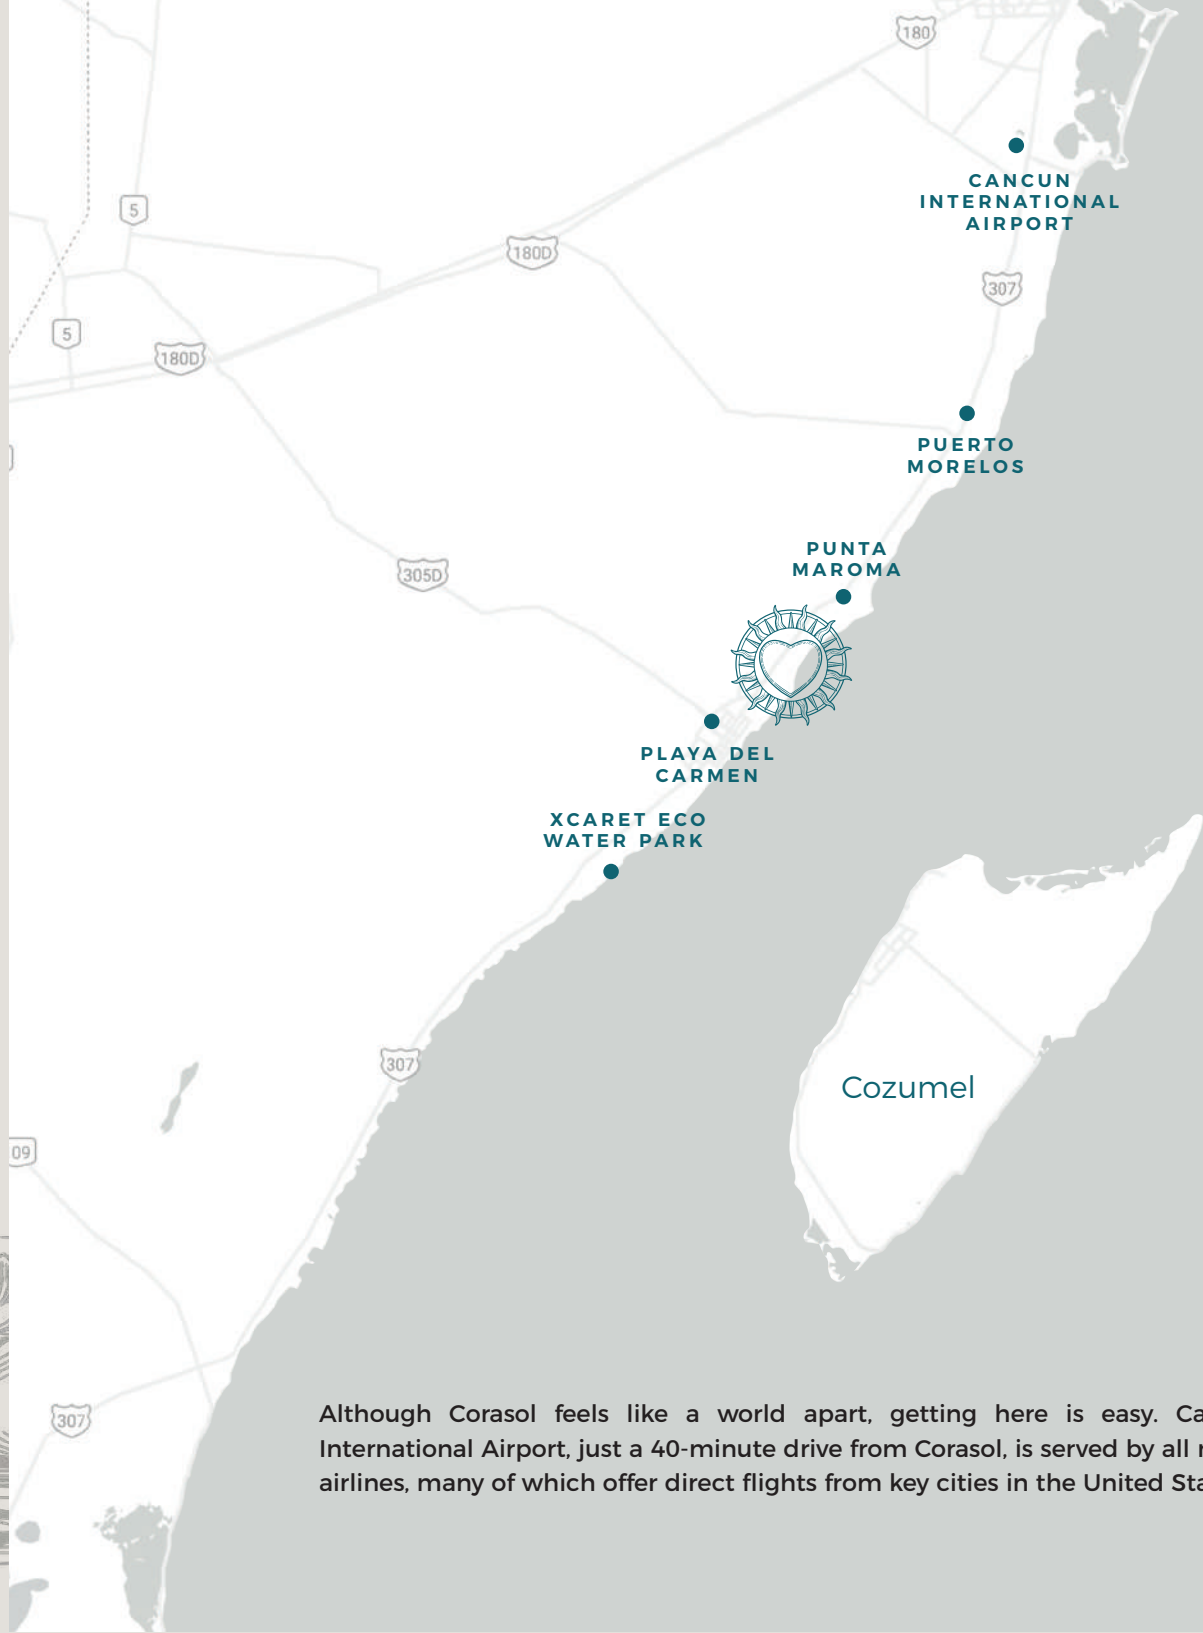 180
CANCUN
INTERNATIONAL
AIRPORT
5
180D
307
5
180D
PUERTO
MORELOS
PUNTA
MAROMA
305D
PLAYA DEL
CARMEN
XCARET ECO
WATER PARK
307
Cozumel
09
307
Although Corasol feels like a world apart, getting here is easy.
International Airport, just a 40-minute drive from Corasol, is served by all
airlines, many of which offer direct flights from key cities in the United